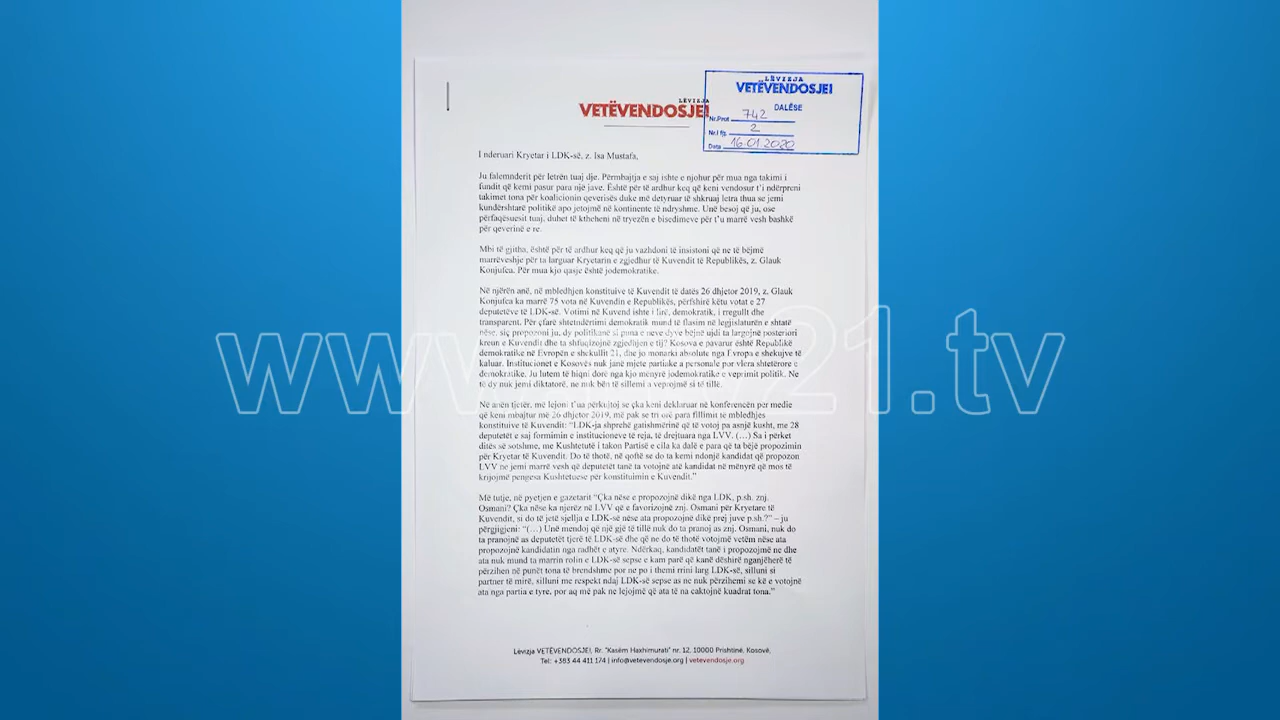 LËVIZJA
VETËVENDOSJE!
LËVIZJA
VETËVENDOSJE!
DALËSE
Nr.Prot 742
Nr.i fq. 2
Data 16.01.2020
I nderuari Kryetar i LDK-së, z. Isa Mustafa,
Ju falemnderit për letrën tuaj dje. Përmbajtja e saj ishte e njohur për mua nga takimi i
fundit që kemi pasur para një jave. Është për të ardhur keq që keni vendosur t'i ndërpreni
takimet tona për koalicionin qeverisës duke më detyruar të shkruaj letra thua se jemi
kundërshtarë politikë apo jetojmë në kontinente të ndryshme. Unë besoj që ju, ose
përfaqësuesit tuaj, duhet të ktheheni në tryezën e bisedimeve për t'u marrë vesh bashkë
për qeverinë e re.
Mbi të gjitha, është për të ardhur keq që ju vazhdoni të insistoni që ne të bëjmë
marrëveshje për ta larguar Kryetarin e zgjedhur të Kuvendit të Republikës, z. Glauk
Konjufca. Për mua kjo qasje është jodemokratike.
Në njërën anë, në mbledhjen konstituive të Kuvendit të datës 26 dhjetor 2019, z. Glauk
Konjufca ka marrë 75 vota në Kuvendin e Republikës, përfshirë këtu votat e 27
deputetëve të LDK-së. Votimi në Kuvend ishte i lirë, demokratik, i rregullt dhe
transparent. Për çfarë shtetndërtimi demokratik mund të flasim në legjislaturën e shtatë
nëse, siç propozoni ju, dy politikanë si puna e neve dyve bëjnë ujdi ta largojnë posteriori
kreun e Kuvendit dhe ta shfuqizojnë zgjedhjen e tij? Kosova e pavarur është Republikë
demokratike në Evropën e shekullit 21, dhe jo monarki absolute nga Evropa e shekujve të
kaluar. Institucionet e Kosovës nuk janë mjete partiake a personale por vlera shtetërore e
demokratike. Ju lutem të hiqni dorë nga kjo mënyrë jodemokratike e veprimit politik. Ne
të dy nuk jemi diktatorë, ne nuk bën të sillemi a veprojmë si të tillë.
Në anën tjetër, më lejoni t'ua përkujtoj se çka keni deklaruar në konferencën për medie
që keni mbajtur më 26 dhjetor 2019, më pak se tri orë para fillimit të mbledhjes
konstituive të Kuvendit: "LDK-ja shprehë gatishmërinë që të votoj pa asnjë kusht, me 28
deputetët e saj formimin e institucioneve të reja, të drejtuara nga LVV. (…) Sa i përket
ditës së sotshme, me Kushtetutë i takon Partisë e cila ka dalë e para që ta bëjë propozimin
për Kryetar të Kuvendit. Do të thotë, në qoftë se do ta kemi ndonjë kandidat që propozon
LVV ne jemi marrë vesh që deputetët tanë ta votojnë atë kandidat në mënyrë që mos të
krijojmë pengesa Kushtetuese për konstituimin e Kuvendit."
Më tutje, në pyetjen e gazetarit "Çka nëse e propozojnë dikë nga LDK, p.sh. znj.
Osmani? Çka nëse ka njerëz në LVV që e favorizojnë znj. Osmani për Kryetare të
Kuvendit, si do të jetë sjellja e LDK-së nëse ata propozojnë dikë prej juve p.sh.?" – ju
përgjigjeni: "(…) Unë mendoj që një gjë të tillë nuk do ta pranoj as znj. Osmani, nuk do
ta pranojnë as deputetët tjerë të LDK-së dhe që ne do të thotë votojmë vetëm nëse ata
propozojnë kandidatin nga radhët e atyre. Ndërkaq, kandidatët tanë i propozojmë ne dhe
ata nuk mund ta marrin rolin e LDK-së sepse e kam parë që kanë dëshirë nganjëherë të
përzihen në punët tona të brendshme por ne po i themi rrini larg LDK-së, silluni si
partner të mirë, silluni me respekt ndaj LDK-së sepse as ne nuk përzihemi se kë e votojnë
ata nga partia e tyre, por aq më pak ne lejojmë që ata të na caktojnë kuadrat tona."
Lëvizja VETËVENDOSJE!, Rr. "Kasëm Haxhimurati" nr. 12, 10000 Prishtinë, Kosovë,
Tel: +383 44 411 174 | info@vetevendosje.org | vetevendosje.org